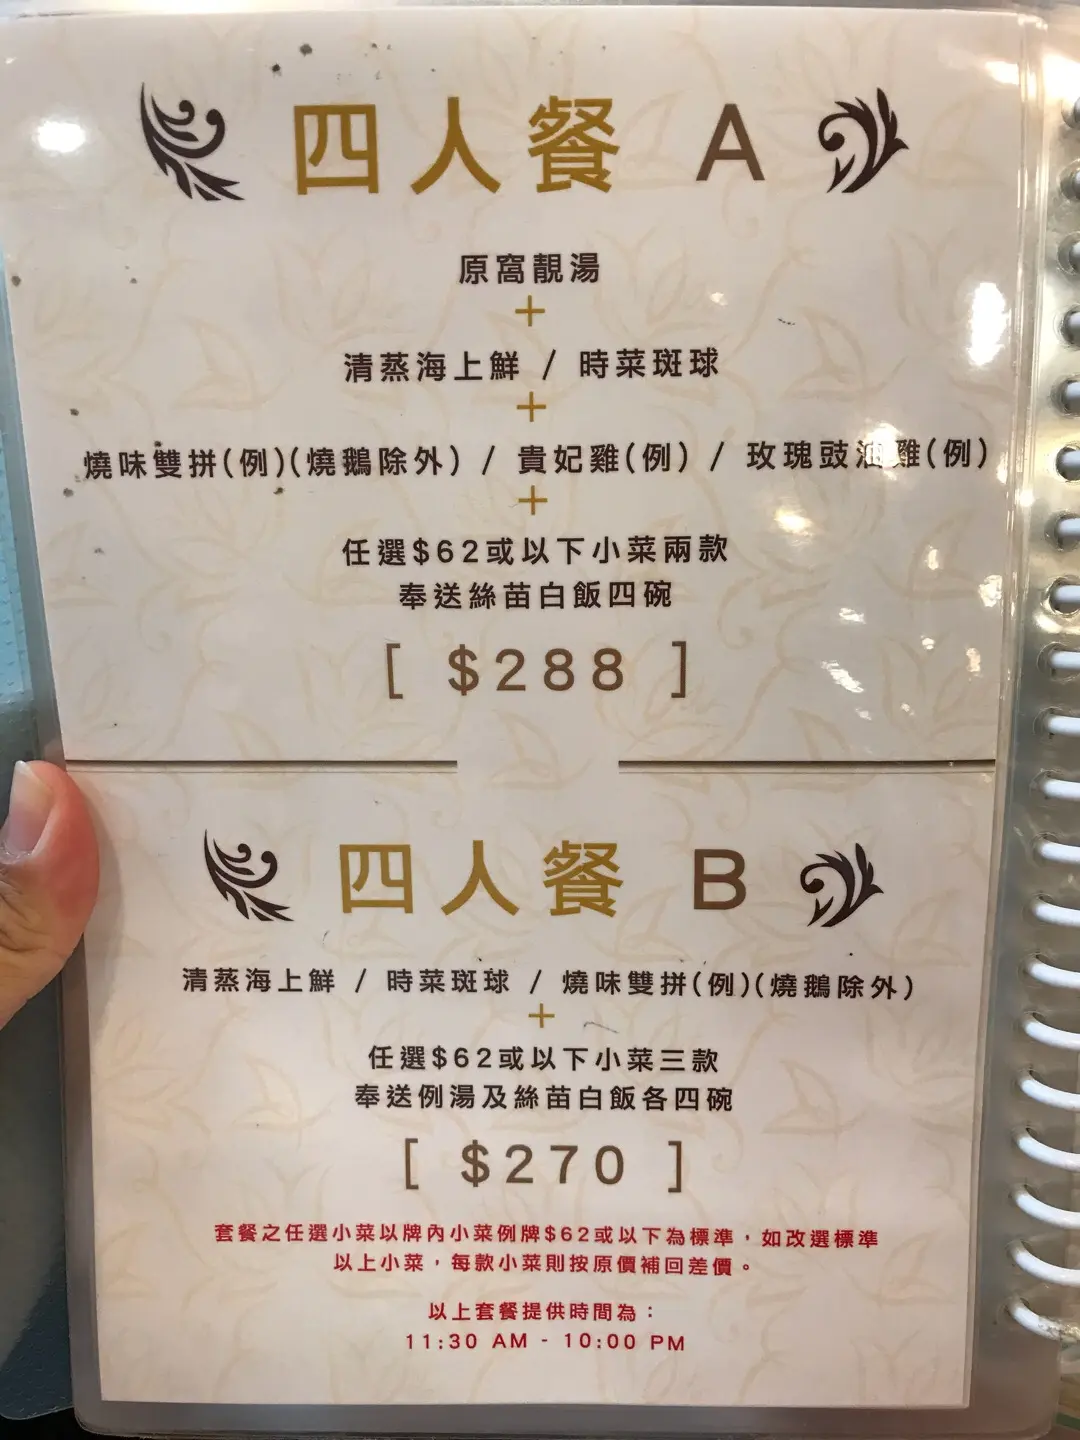 四人餐 A
原窩靚湯
+
清蒸海上鮮 / 時菜斑球
+
燒味雙拼(例)(燒鵝除外) / 貴妃雞(例) / 玫瑰豉油雞(例)
+
任選$62或以下小菜兩款
奉送絲苗白飯四碗
[ $288 ]
四人餐 B
清蒸海上鮮 / 時菜斑球 / 燒味雙拼(例)(燒鵝除外)
+
任選$62或以下小菜三款
奉送例湯及絲苗白飯各四碗
[ $270 ]
套餐之任選小菜以牌內小菜例牌$62或以下為標準，如改選標準
以上小菜，每款小菜則按原價補回差價。
以上套餐提供時間為：
11:30 AM - 10:00 PM